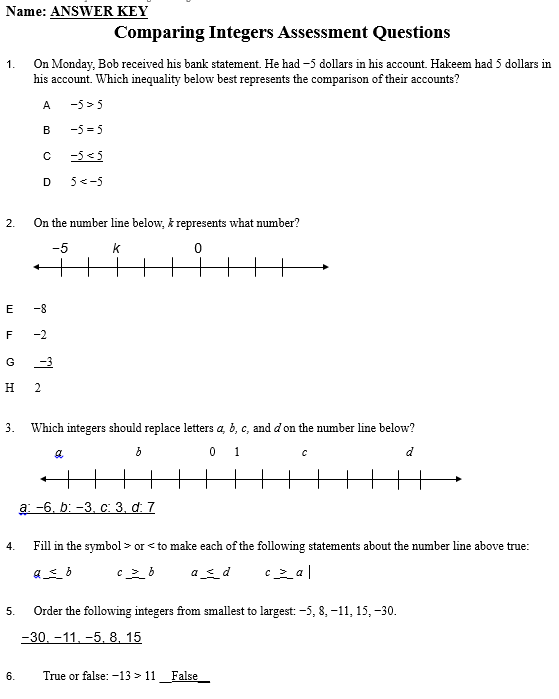 Name: ANSWER KEY
Comparing Integers Assessment Questions
1. On Monday, Bob received his bank statement. He had −5 dollars in his account. Hakeem had 5 dollars in
his account. Which inequality below best represents the comparison of their accounts?
A −5 > 5
B −5 = 5
C −5 < 5
D 5 < −5
2. On the number line below, k represents what number?
−5 k 0
E −8
F −2
G −3
H 2
3. Which integers should replace letters a, b, c, and d on the number line below?
a b 0 1 c d
a: −6, b: −3, c: 3, d: 7
4. Fill in the symbol > or < to make each of the following statements about the number line above true:
a < b c > b a < d c > a
5. Order the following integers from smallest to largest: −5, 8, −11, 15, −30.
−30, −11, −5, 8, 15
6. True or false: −13 > 11 __False__